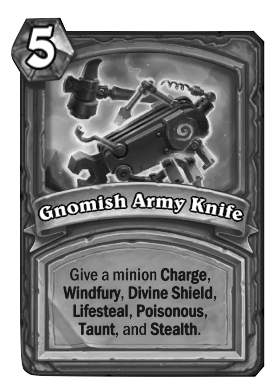 5
Gnomish Army Knife
Give a minion Charge,
Windfury, Divine Shield,
Lifesteal, Poisonous,
Taunt, and Stealth.